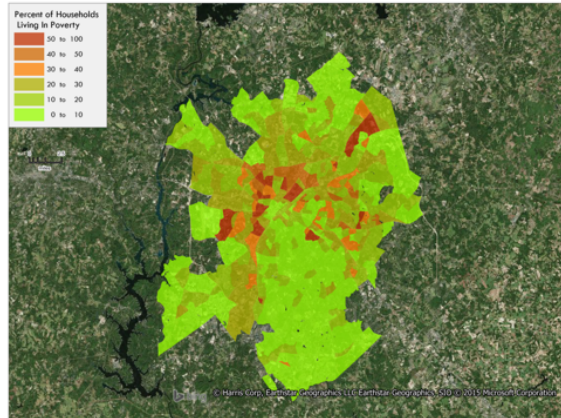 Percent of Households
Living In Poverty
50 to 100
40 to 50
30 to 40
20 to 30
10 to 20
0 to 10
© Harris Corp, Earthstar Geographics LLC Earthstar Geographics SIO © 2015 Microsoft Corporation